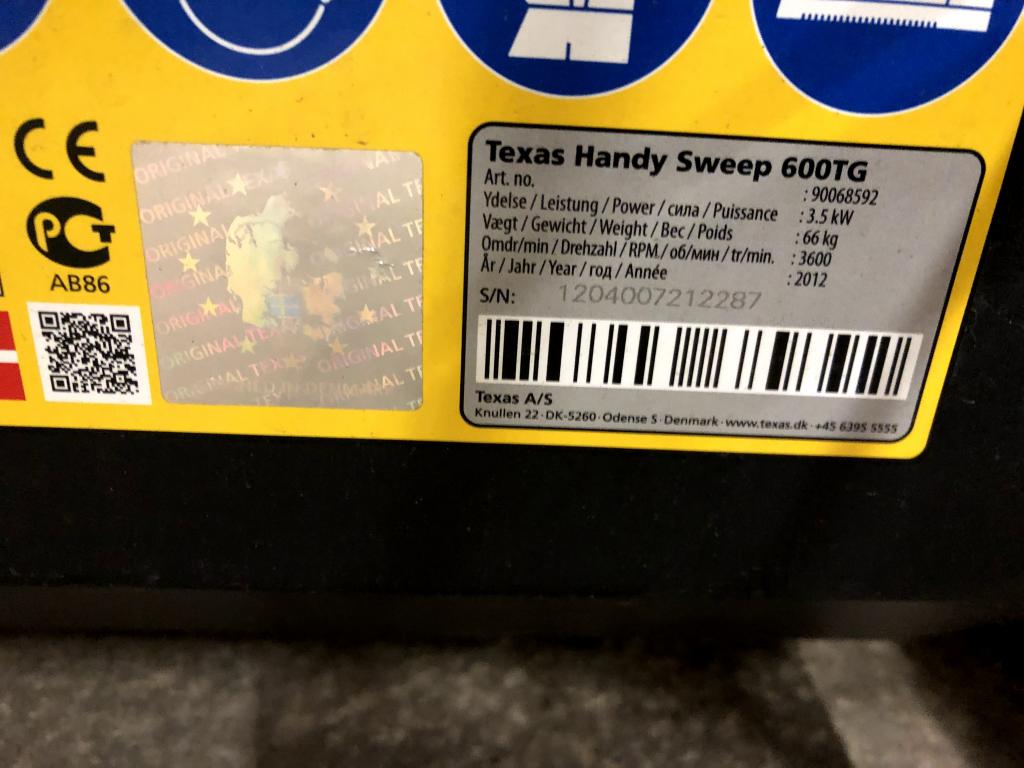 CE
PCT
AB86
ORIGINAL TEXAS
Texas Handy Sweep 600TG
Art. no. : 90068592
Ydelse / Leistung / Power / сила / Puissance : 3.5 kW
Vægt / Gewicht / Weight / Вес / Poids : 66 kg
Omdr/min / Drehzahl / RPM / об/мин / tr/min. : 3600
År / Jahr / Year / год / Année : 2012
S/N: 1204007212287
Texas A/S
Knullen 22 · DK-5260 · Odense S · Denmark · www.texas.dk · +45 6395 5555